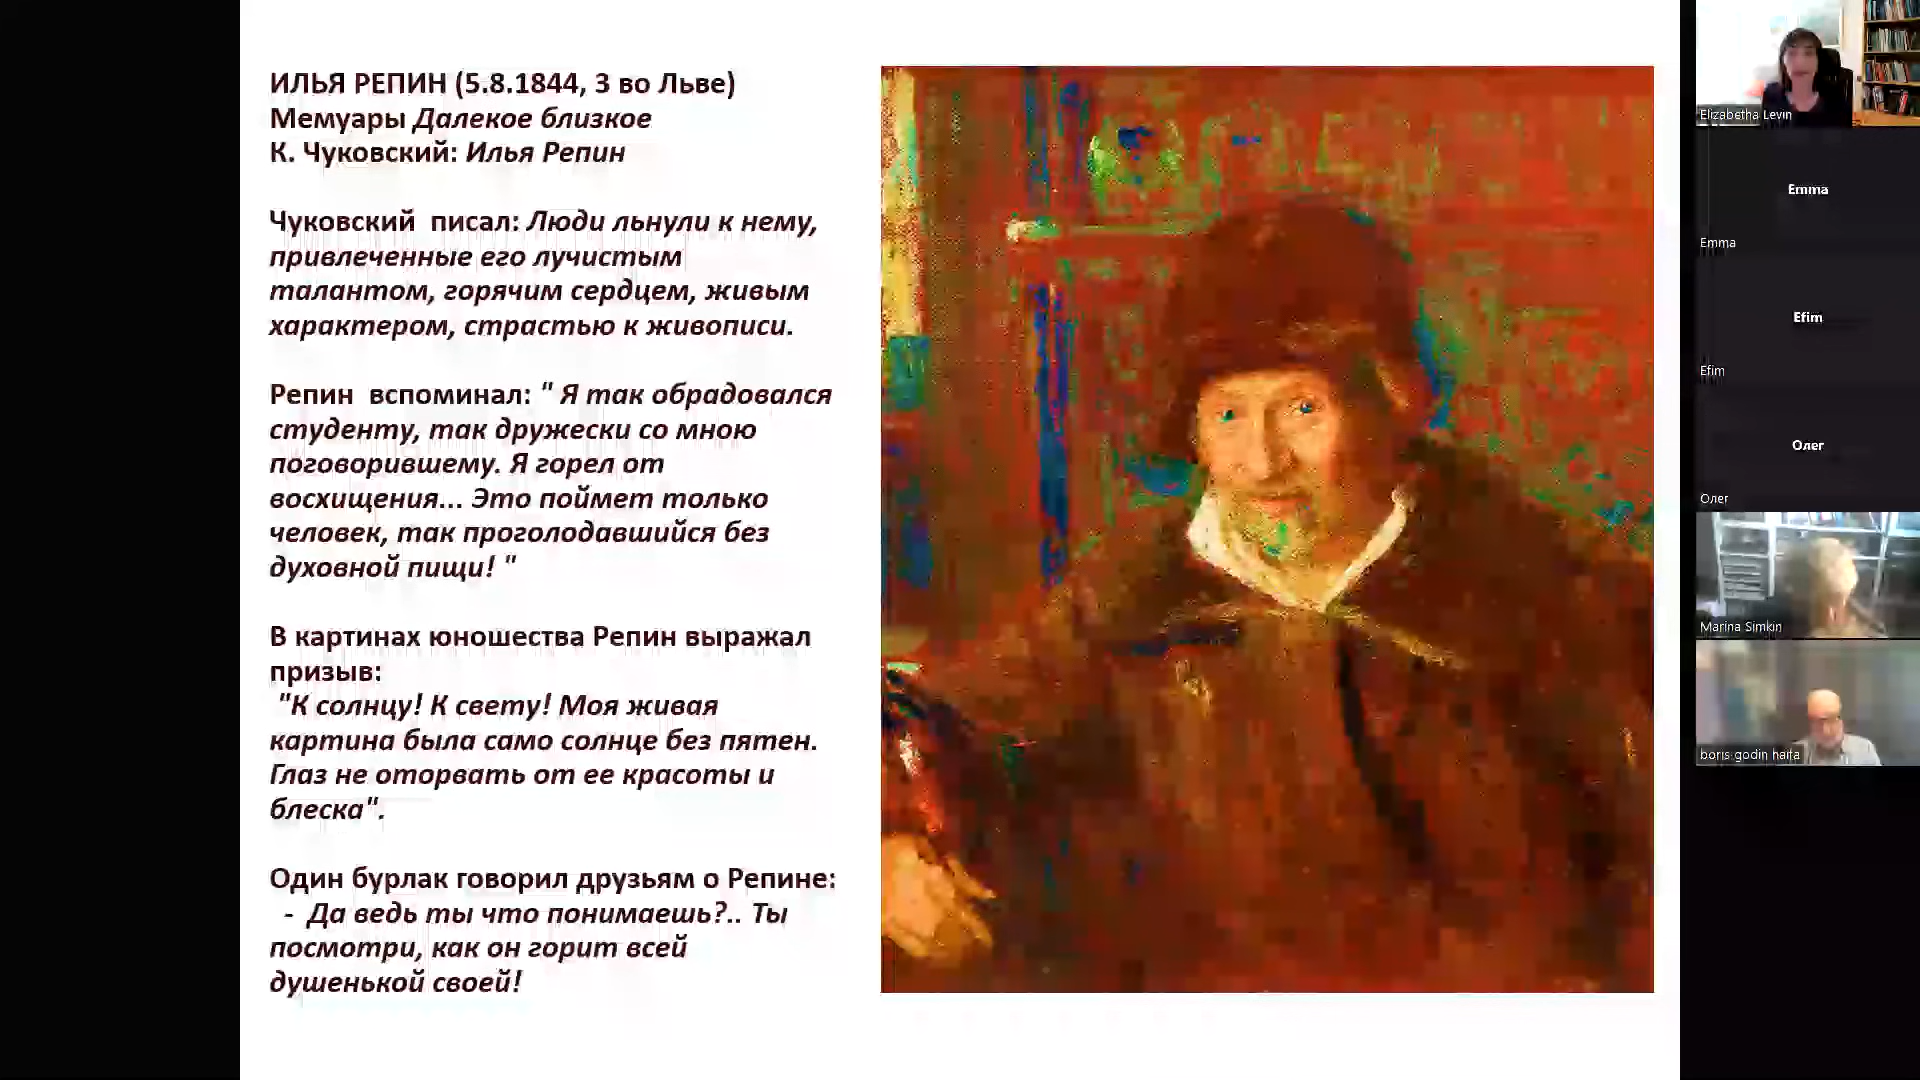 ИЛЬЯ РЕПИН (5.8.1844, 3 во Льве)
Мемуары Далекое близкое
К. Чуковский: Илья Репин
Чуковский писал: Люди льнули к нему,
привлеченные его лучистым
талантом, горячим сердцем, живым
характером, страстью к живописи.
Репин вспоминал: " Я так обрадовался
студенту, так дружески со мною
поговорившему. Я горел от
восхищения... Это поймет только
человек, так проголодавшийся без
духовной пищи! "
В картинах юношества Репин выражал
призыв:
"К солнцу! К свету! Моя живая
картина была само солнце без пятен.
Глаз не оторвать от ее красоты и
блеска".
Один бурлак говорил друзьям о Репине:
- Да ведь ты что понимаешь?.. Ты
посмотри, как он горит всей
душенькой своей!
Elizabetha Levin
Emma
Emma
Efim
Efim
Олег
Олег
Marina Simkin
boris godin haifa